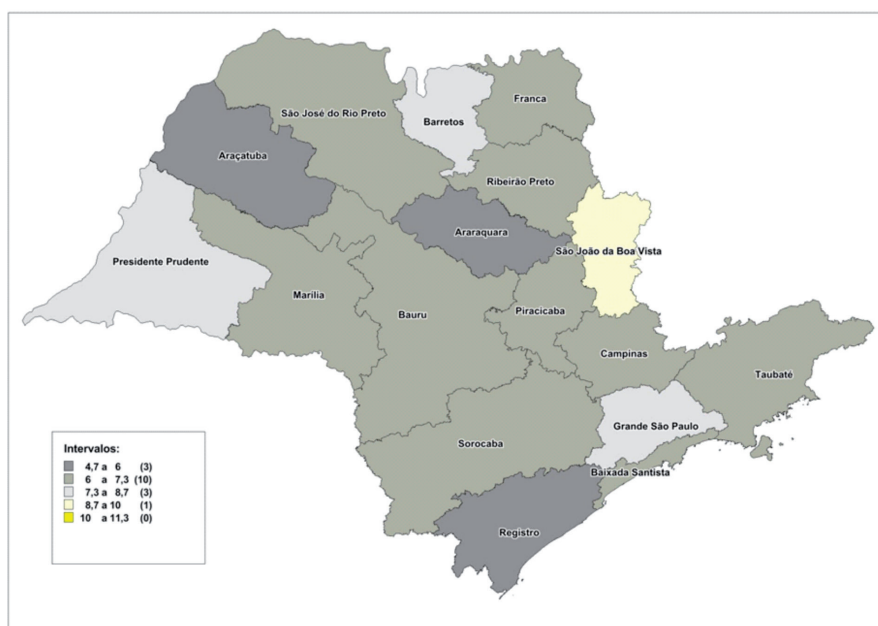 São José do Rio Preto
Barretos
Franca
Araçatuba
Ribeirão Preto
Araraquara
São João da Boa Vista
Presidente Prudente
Marília
Bauru
Piracicaba
Campinas
Taubaté
Grande São Paulo
Sorocaba
Baixada Santista
Registro
Intervalos:
4,7 a 6 (3)
6 a 7,3 (10)
7,3 a 8,7 (3)
8,7 a 10 (1)
10 a 11,3 (0)